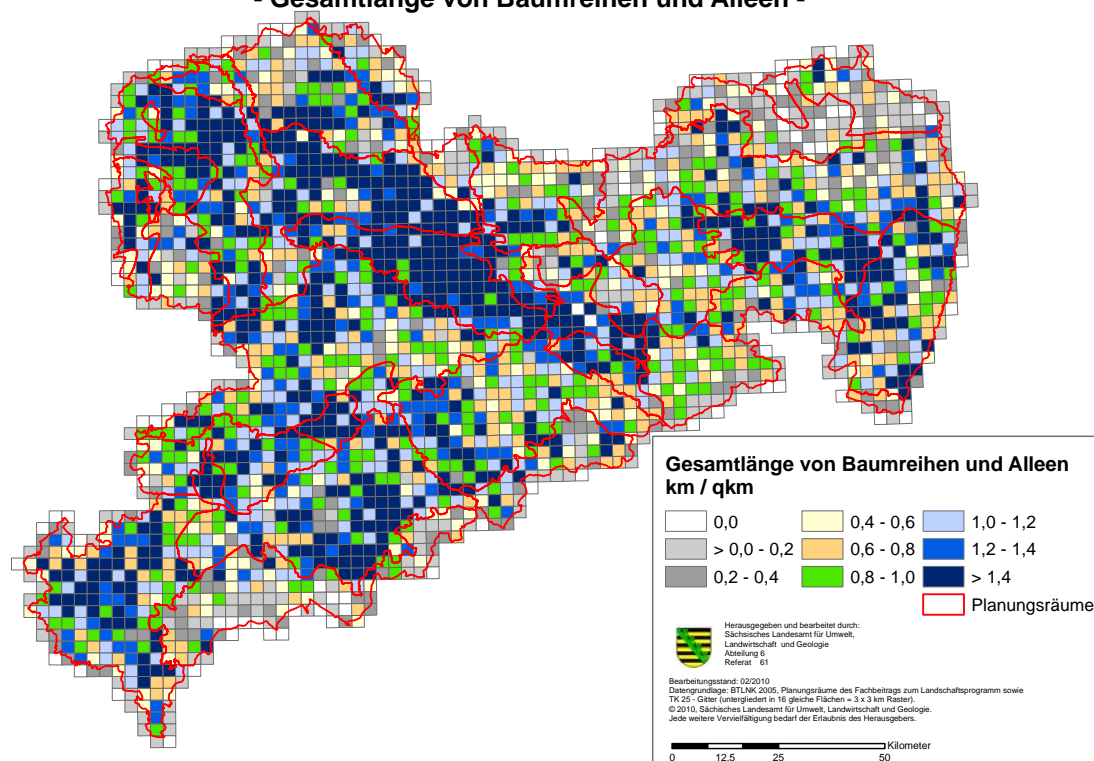 - Gesamtlänge von Baumreihen und Alleen -
Gesamtlänge von Baumreihen und Alleen
km / qkm
0,0
> 0,0 - 0,2
0,2 - 0,4
0,4 - 0,6
0,6 - 0,8
0,8 - 1,0
1,0 - 1,2
1,2 - 1,4
> 1,4
Planungsräume
Herausgegeben und bearbeitet durch:
Sächsisches Landesamt für Umwelt,
Landwirtschaft und Geologie
Abteilung 6
Referat 61
Bearbeitungsstand: 02/2010
Datengrundlage: BTLNK 2005, Planungsräume des Fachbeitrags zum Landschaftsprogramm sowie
TK 25 - Gitter (untergliedert in 16 gleiche Flächen = 3 x 3 km Raster).
© 2010, Sächsisches Landesamt für Umwelt, Landwirtschaft und Geologie.
Jede weitere Vervielfältigung bedarf der Erlaubnis des Herausgebers.
Kilometer
0 12,5 25 50